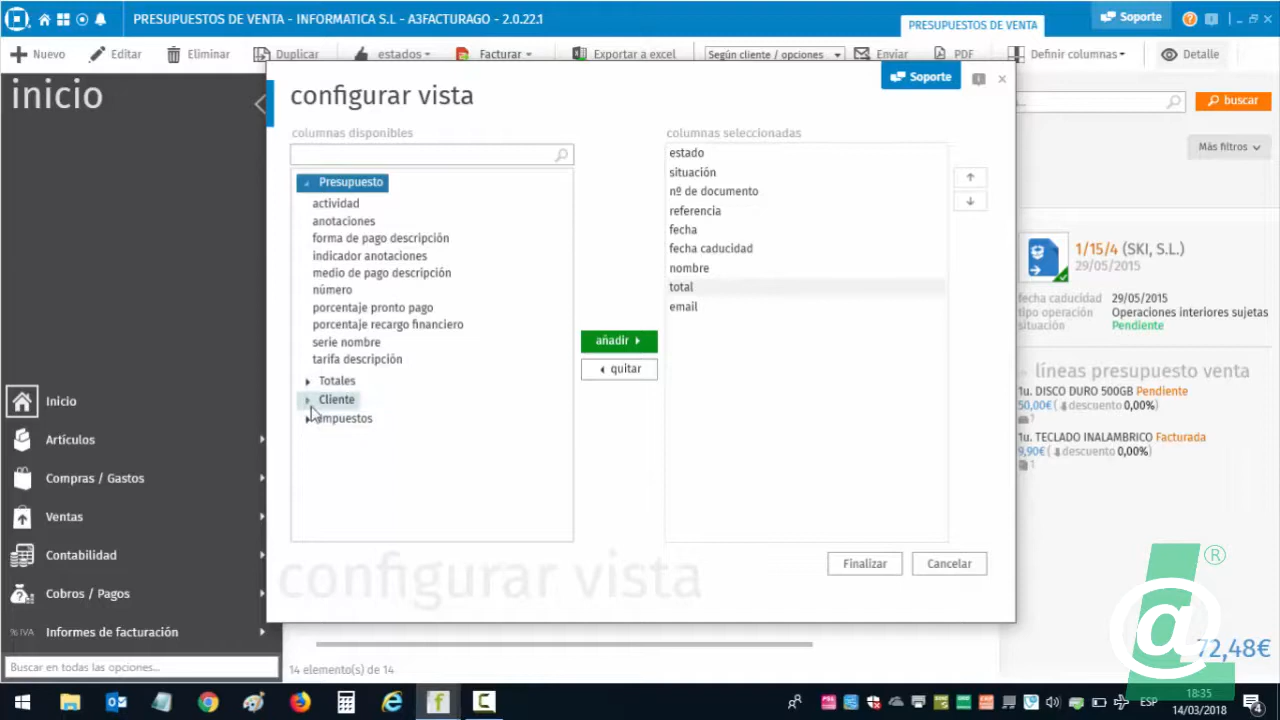 PRESUPUESTOS DE VENTA - INFORMATICA S.L - A3FACTURAGO - 2.0.22.1
PRESUPUESTOS DE VENTA
Soporte
Nuevo
Editar
Eliminar
Duplicar
estados
Facturar
Exportar a excel
Según cliente / opciones
Enviar
PDF
Definir columnas
Detalle
inicio
configurar vista
Soporte
buscar
Más filtros
columnas disponibles
columnas seleccionadas
Presupuesto
actividad
anotaciones
forma de pago descripción
indicador anotaciones
medio de pago descripción
número
porcentaje pronto pago
porcentaje recargo financiero
serie nombre
tarifa descripción
Totales
Cliente
Impuestos
añadir
quitar
estado
situación
nº de documento
referencia
fecha
fecha caducidad
nombre
total
email
Finalizar
Cancelar
configurar vista
1/15/4 (SKI, S.L.)
29/05/2015
fecha caducidad 29/05/2015
tipo operación Operaciones interiores sujetas
situación Pendiente
líneas presupuesto venta
1u. DISCO DURO 500GB Pendiente
50,00€ ( descuento 0,00%)
1
1u. TECLADO INALAMBRICO Facturada
9,90€ ( descuento 0,00%)
1
72,48€
Inicio
Artículos
Compras / Gastos
Ventas
Contabilidad
Cobros / Pagos
% IVA Informes de facturación
Buscar en todas las opciones...
14 elemento(s) de 14
@ ®
ESP
18:35
14/03/2018
4